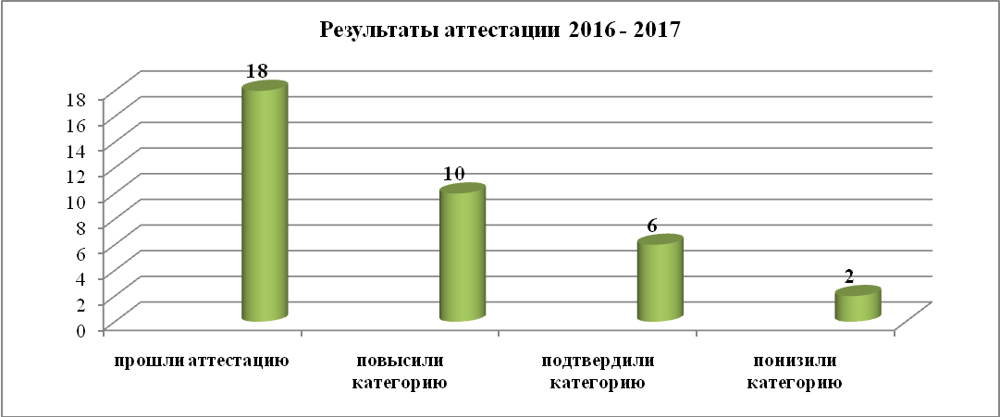 Результаты аттестации 2016 - 2017
18
10
6
2
18
16
14
12
10
8
6
4
2
0
прошли аттестацию
повысили
категорию
подтвердили
категорию
понизили
категорию